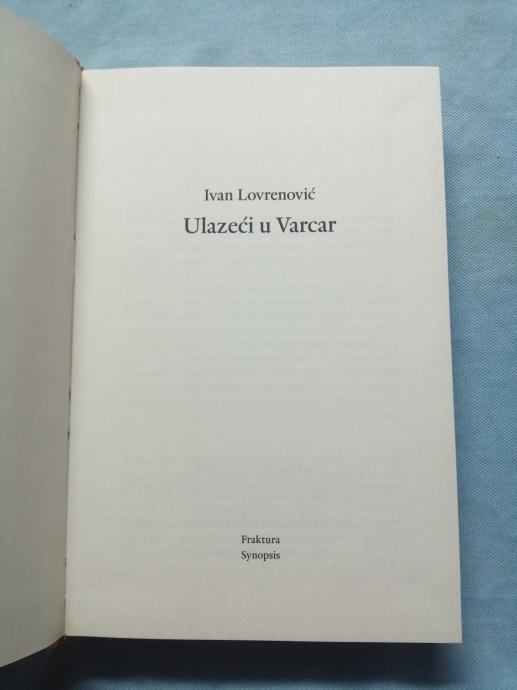 Ivan Lovrenović
Ulazeći u Varcar
Fraktura
Synopsis